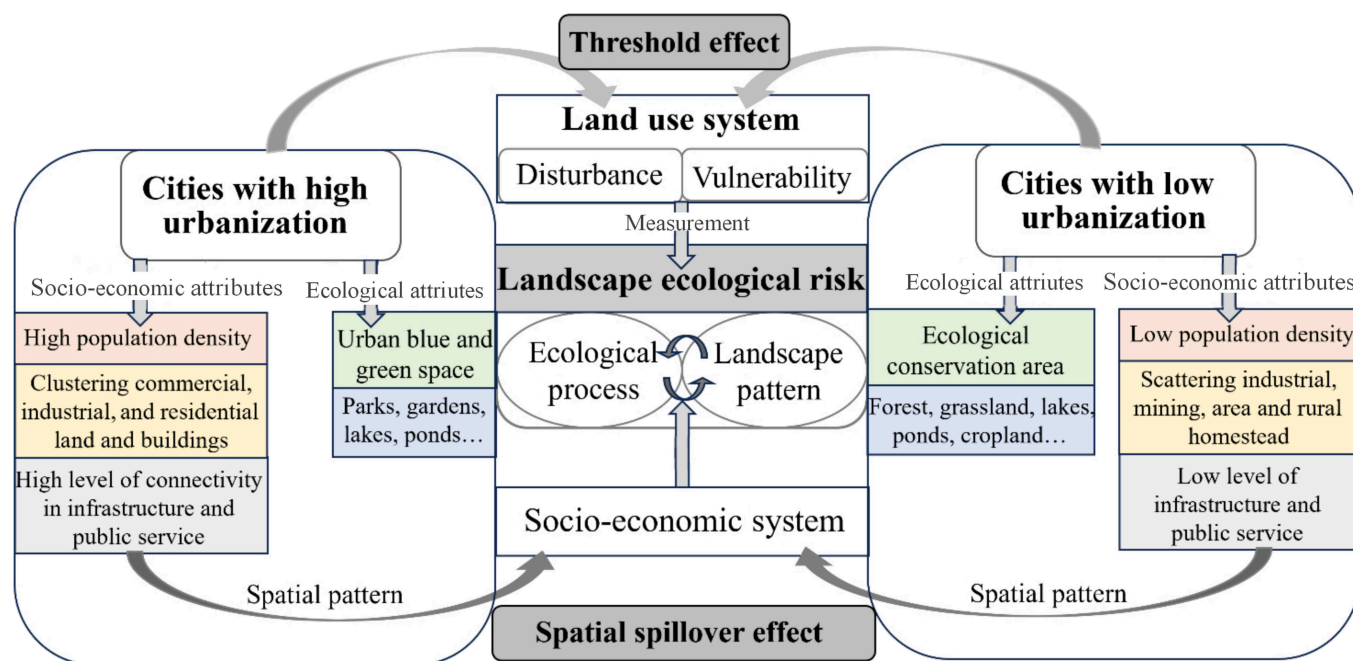 Threshold effect
Land use system
Disturbance
Vulnerability
Measurement
Landscape ecological risk
Ecological
process
Landscape
pattern
Socio-economic system
Spatial spillover effect
Cities with high
urbanization
Socio-economic attributes
Ecological attriutes
High population density
Clustering commercial,
industrial, and residential
land and buildings
High level of connectivity
in infrastructure and
public service
Urban blue and
green space
Parks, gardens,
lakes, ponds…
Spatial pattern
Cities with low
urbanization
Ecological attriutes
Socio-economic attributes
Ecological
conservation area
Forest, grassland, lakes,
ponds, cropland…
Low population density
Scattering industrial,
mining, area and rural
homestead
Low level of
infrastructure and
public service
Spatial pattern